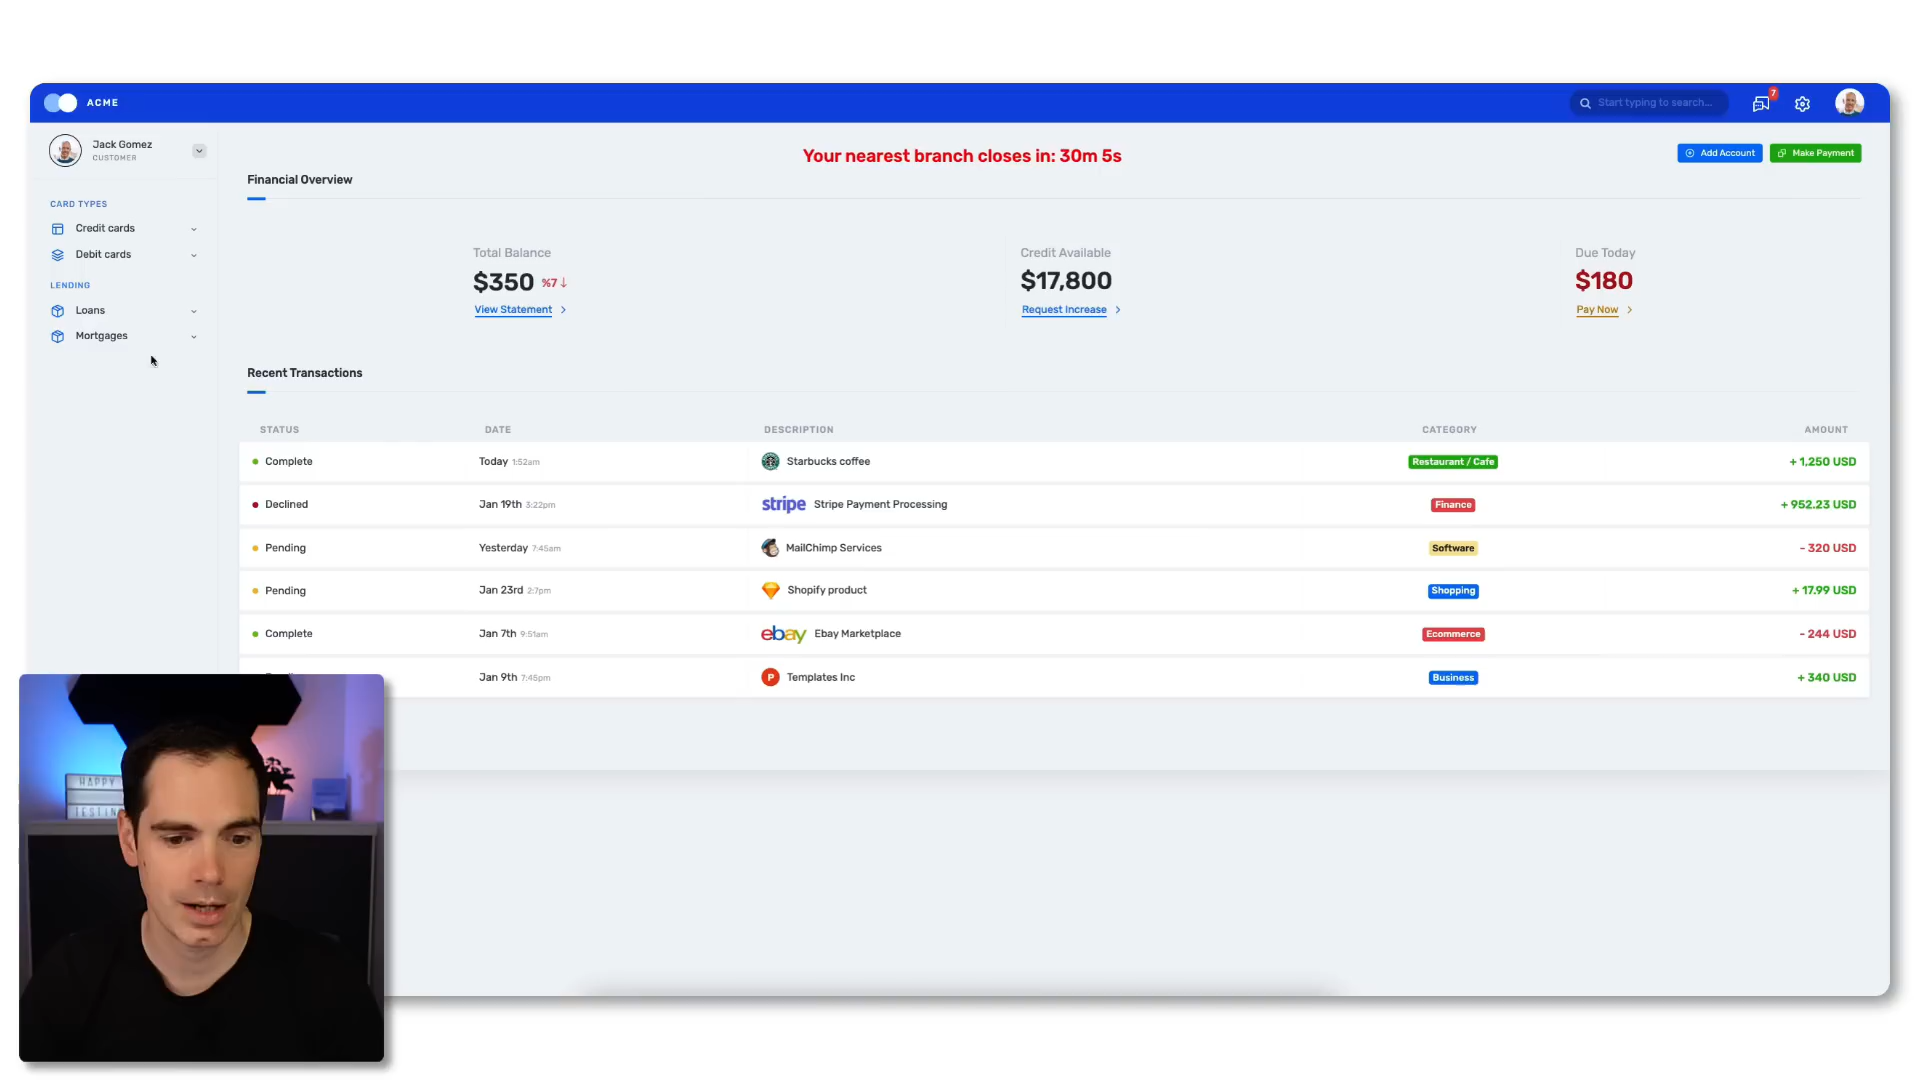 ACME
Start typing to search...
7
Jack Gomez
CUSTOMER
Your nearest branch closes in: 30m 5s
Add Account
Make Payment
Financial Overview
CARD TYPES
Credit cards
Debit cards
LENDING
Loans
Mortgages
Total Balance
$350 %7↓
View Statement
Credit Available
$17,800
Request Increase
Due Today
$180
Pay Now
Recent Transactions
STATUS DATE DESCRIPTION CATEGORY AMOUNT
Complete Today 1:52am Starbucks coffee Restaurant / Cafe + 1,250 USD
Declined Jan 19th 3:22pm stripe Stripe Payment Processing Finance + 952.23 USD
Pending Yesterday 7:45am MailChimp Services Software - 320 USD
Pending Jan 23rd 2:7pm Shopify product Shopping + 17.99 USD
Complete Jan 7th 9:51am ebay Ebay Marketplace Ecommerce - 244 USD
Jan 9th 7:45pm P Templates Inc Business + 340 USD
HAPPY